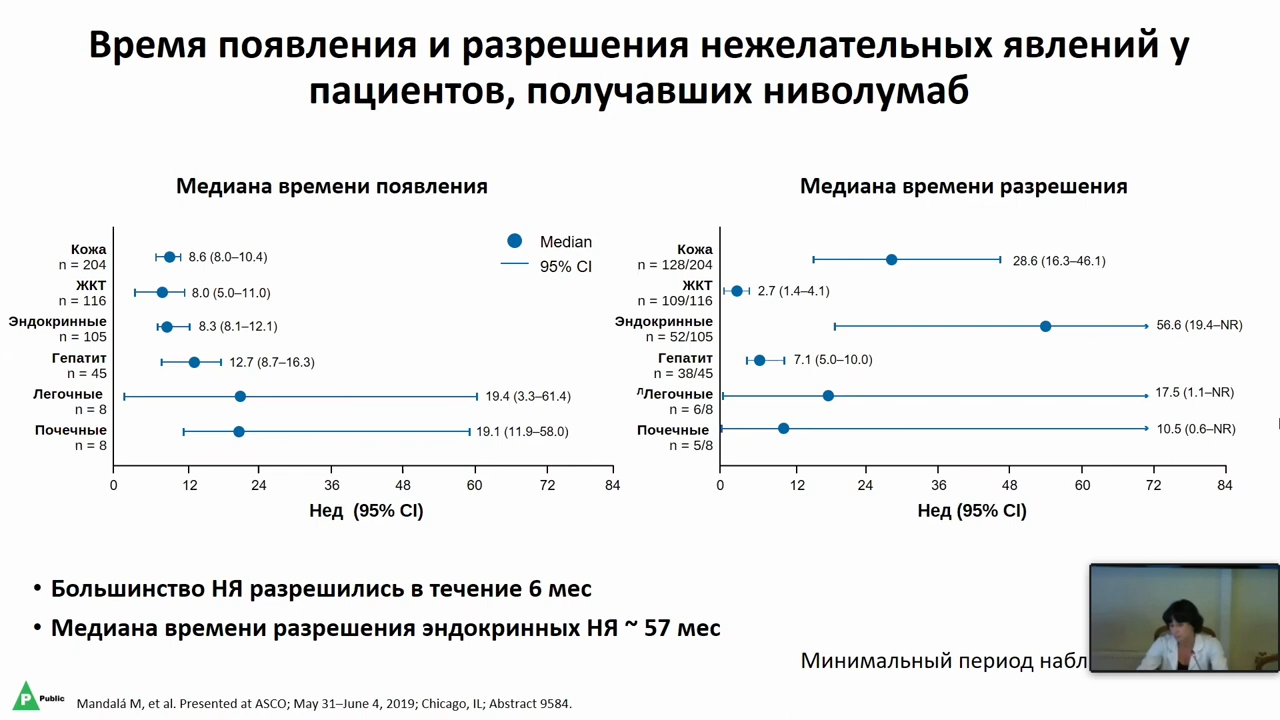 Время появления и разрешения нежелательных явлений у
пациентов, получавших ниволумаб
Медиана времени появления
Median
95% CI
Кожа
n = 204
8.6 (8.0–10.4)
ЖКТ
n = 116
8.0 (5.0–11.0)
Эндокринные
n = 105
8.3 (8.1–12.1)
Гепатит
n = 45
12.7 (8.7–16.3)
Легочные
n = 8
19.4 (3.3–61.4)
Почечные
n = 8
19.1 (11.9–58.0)
0 12 24 36 48 60 72 84
Нед (95% CI)
Медиана времени разрешения
Кожа
n = 128/204
28.6 (16.3–46.1)
ЖКТ
n = 109/116
2.7 (1.4–4.1)
Эндокринные
n = 52/105
56.6 (19.4–NR)
Гепатит
n = 38/45
7.1 (5.0–10.0)
лЛегочные
n = 6/8
17.5 (1.1–NR)
Почечные
n = 5/8
10.5 (0.6–NR)
0 12 24 36 48 60 72 84
Нед (95% CI)
• Большинство НЯ разрешились в течение 6 мес
• Медиана времени разрешения эндокринных НЯ ~ 57 мес
Минимальный период набл
P Public
Mandalá M, et al. Presented at ASCO; May 31–June 4, 2019; Chicago, IL; Abstract 9584.